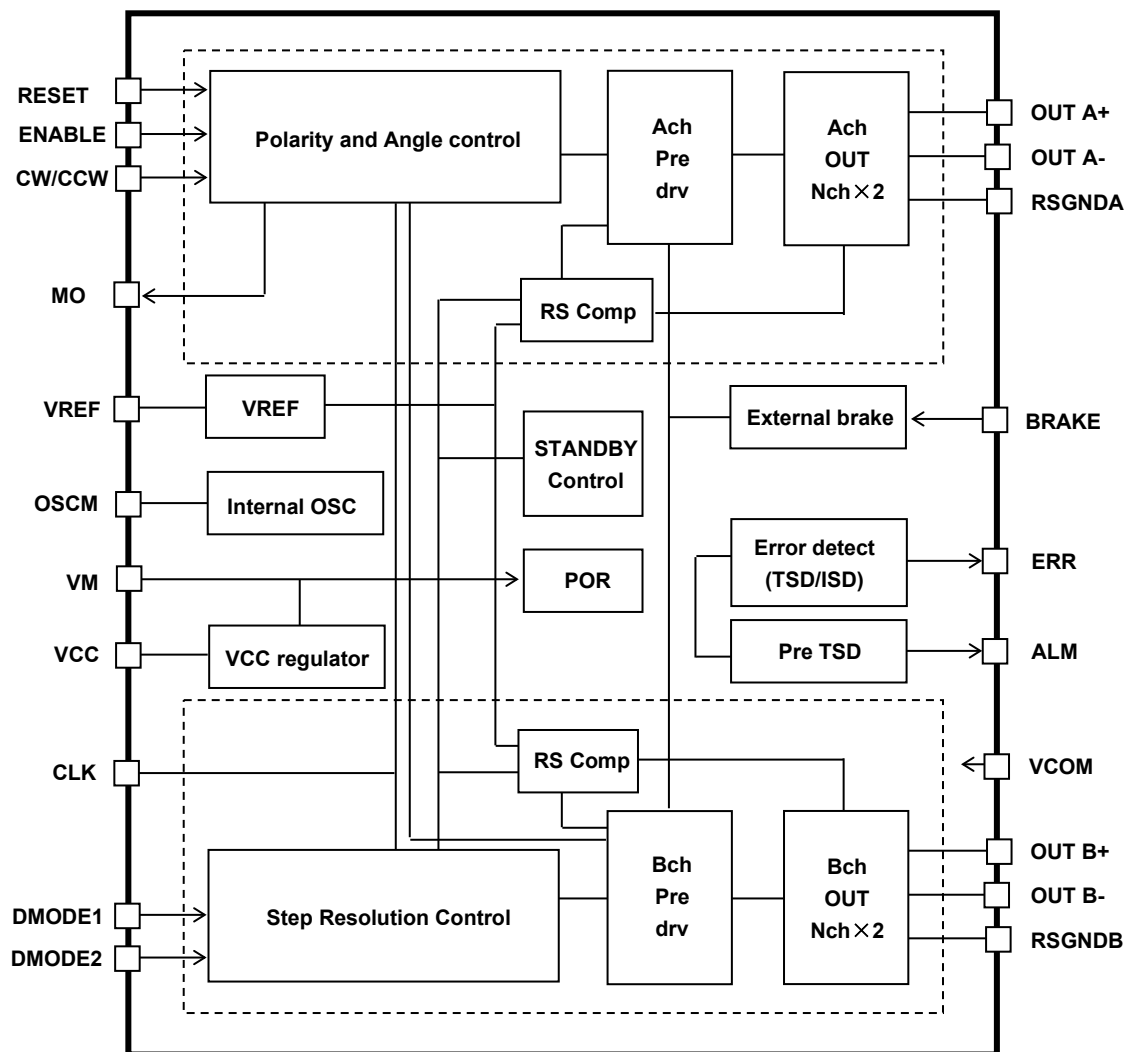 RESET
ENABLE
CW/CCW
MO
VREF
OSCM
VM
VCC
CLK
DMODE1
DMODE2
Polarity and Angle control
Ach
Pre
drv
Ach
OUT
Nch×2
RS Comp
VREF
STANDBY
Control
External brake
Internal OSC
Error detect
(TSD/ISD)
POR
VCC regulator
Pre TSD
RS Comp
Step Resolution Control
Bch
Pre
drv
Bch
OUT
Nch×2
OUT A+
OUT A-
RSGNDA
BRAKE
ERR
ALM
VCOM
OUT B+
OUT B-
RSGNDB